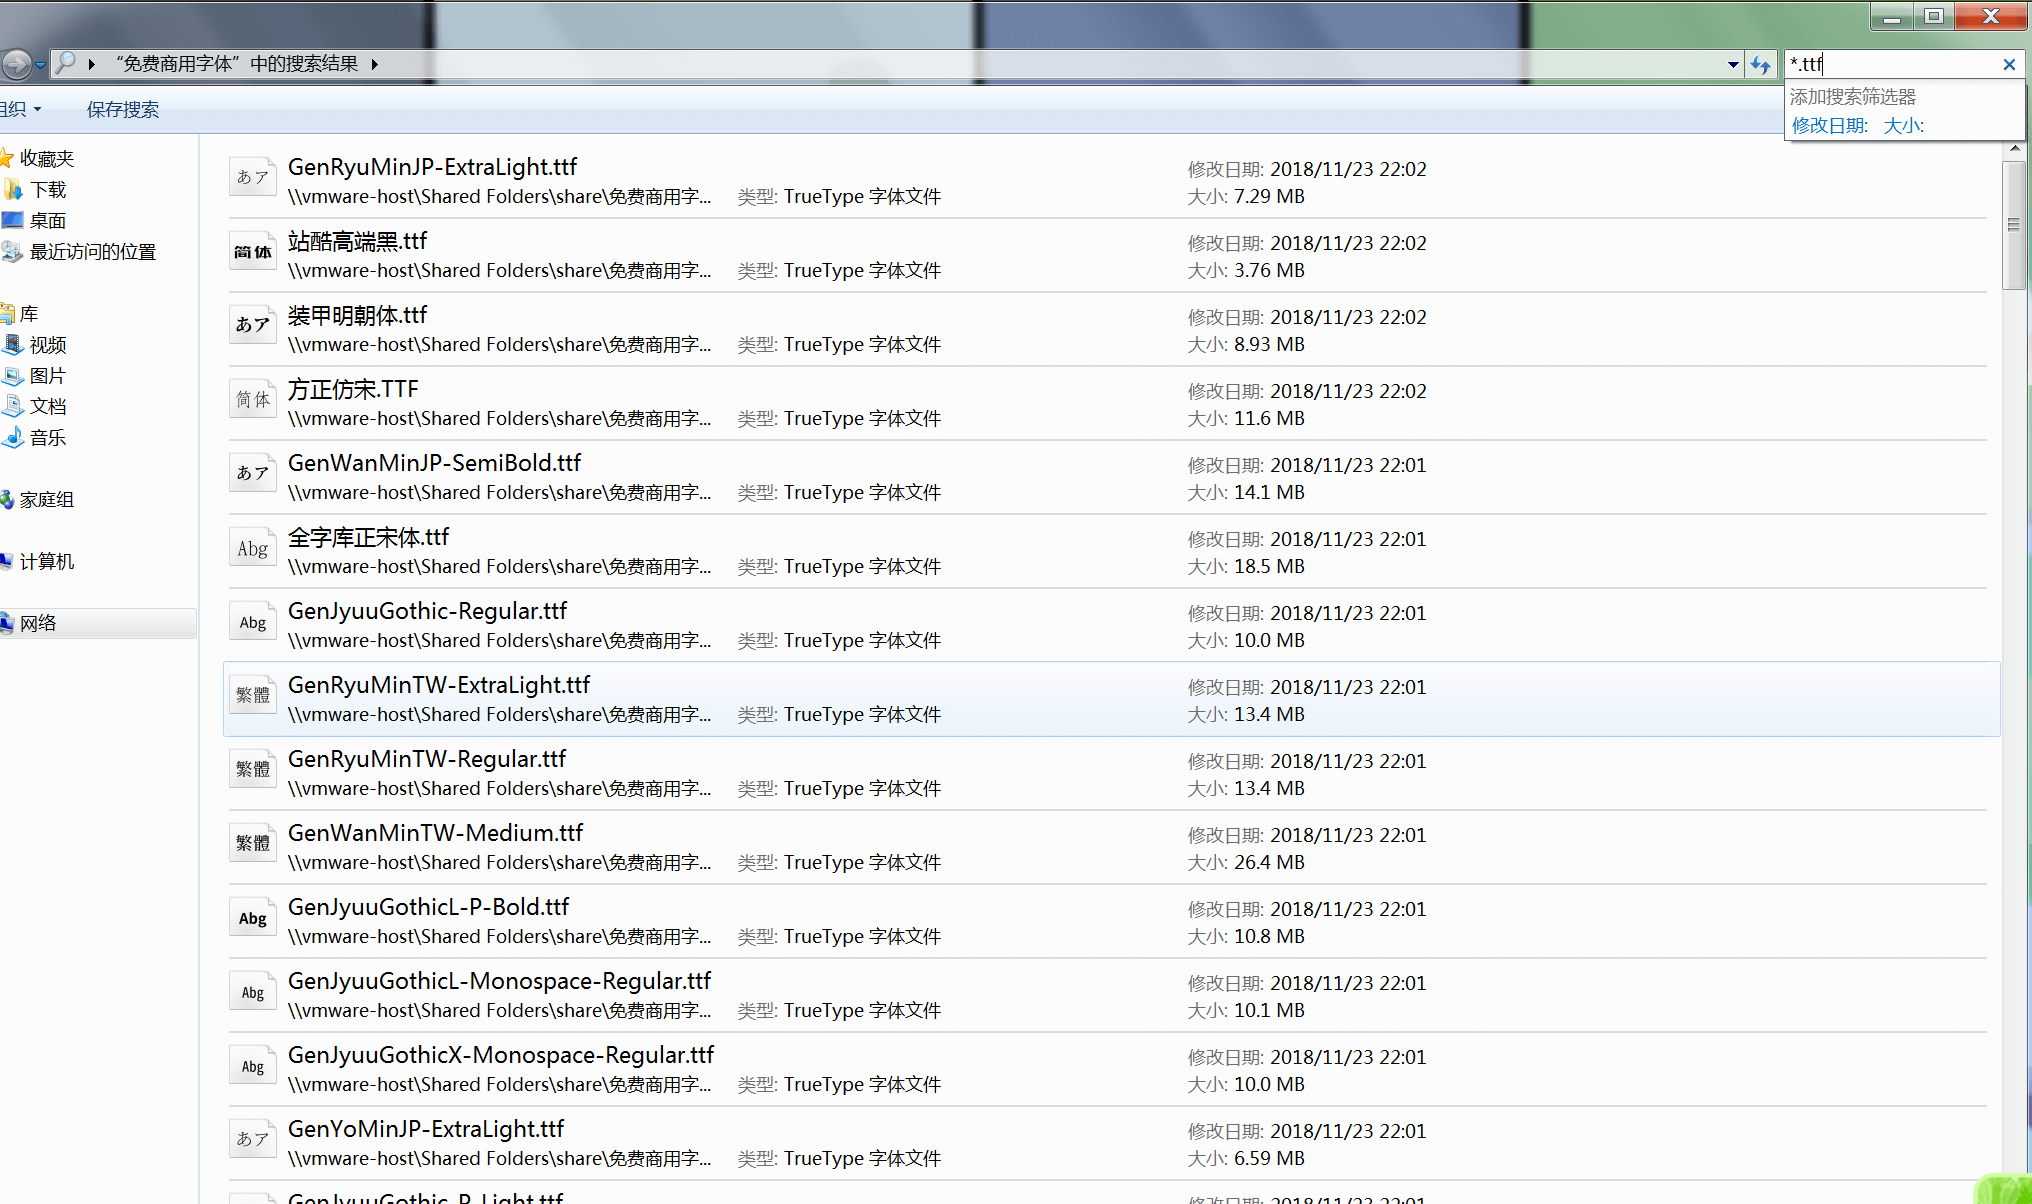 “免费商用字体”中的搜索结果
*.ttf
组织
保存搜索
添加搜索筛选器
修改日期: 大小:
收藏夹
下载
桌面
最近访问的位置
库
视频
图片
文档
音乐
家庭组
计算机
网络
あア
GenRyuMinJP-ExtraLight.ttf
修改日期: 2018/11/23 22:02
\\vmware-host\Shared Folders\share\免费商用字... 类型: TrueType 字体文件
大小: 7.29 MB
简体
站酷高端黑.ttf
修改日期: 2018/11/23 22:02
\\vmware-host\Shared Folders\share\免费商用字... 类型: TrueType 字体文件
大小: 3.76 MB
あア
装甲明朝体.ttf
修改日期: 2018/11/23 22:02
\\vmware-host\Shared Folders\share\免费商用字... 类型: TrueType 字体文件
大小: 8.93 MB
简体
方正仿宋.TTF
修改日期: 2018/11/23 22:02
\\vmware-host\Shared Folders\share\免费商用字... 类型: TrueType 字体文件
大小: 11.6 MB
あア
GenWanMinJP-SemiBold.ttf
修改日期: 2018/11/23 22:01
\\vmware-host\Shared Folders\share\免费商用字... 类型: TrueType 字体文件
大小: 14.1 MB
Abg
全字库正宋体.ttf
修改日期: 2018/11/23 22:01
\\vmware-host\Shared Folders\share\免费商用字... 类型: TrueType 字体文件
大小: 18.5 MB
Abg
GenJyuuGothic-Regular.ttf
修改日期: 2018/11/23 22:01
\\vmware-host\Shared Folders\share\免费商用字... 类型: TrueType 字体文件
大小: 10.0 MB
繁體
GenRyuMinTW-ExtraLight.ttf
修改日期: 2018/11/23 22:01
\\vmware-host\Shared Folders\share\免费商用字... 类型: TrueType 字体文件
大小: 13.4 MB
繁體
GenRyuMinTW-Regular.ttf
修改日期: 2018/11/23 22:01
\\vmware-host\Shared Folders\share\免费商用字... 类型: TrueType 字体文件
大小: 13.4 MB
繁體
GenWanMinTW-Medium.ttf
修改日期: 2018/11/23 22:01
\\vmware-host\Shared Folders\share\免费商用字... 类型: TrueType 字体文件
大小: 26.4 MB
Abg
GenJyuuGothicL-P-Bold.ttf
修改日期: 2018/11/23 22:01
\\vmware-host\Shared Folders\share\免费商用字... 类型: TrueType 字体文件
大小: 10.8 MB
Abg
GenJyuuGothicL-Monospace-Regular.ttf
修改日期: 2018/11/23 22:01
\\vmware-host\Shared Folders\share\免费商用字... 类型: TrueType 字体文件
大小: 10.1 MB
Abg
GenJyuuGothicX-Monospace-Regular.ttf
修改日期: 2018/11/23 22:01
\\vmware-host\Shared Folders\share\免费商用字... 类型: TrueType 字体文件
大小: 10.0 MB
あア
GenYoMinJP-ExtraLight.ttf
修改日期: 2018/11/23 22:01
\\vmware-host\Shared Folders\share\免费商用字... 类型: TrueType 字体文件
大小: 6.59 MB
GenJyuuGothic-P-Light.ttf
修改日期: 2018/11/23 22:01